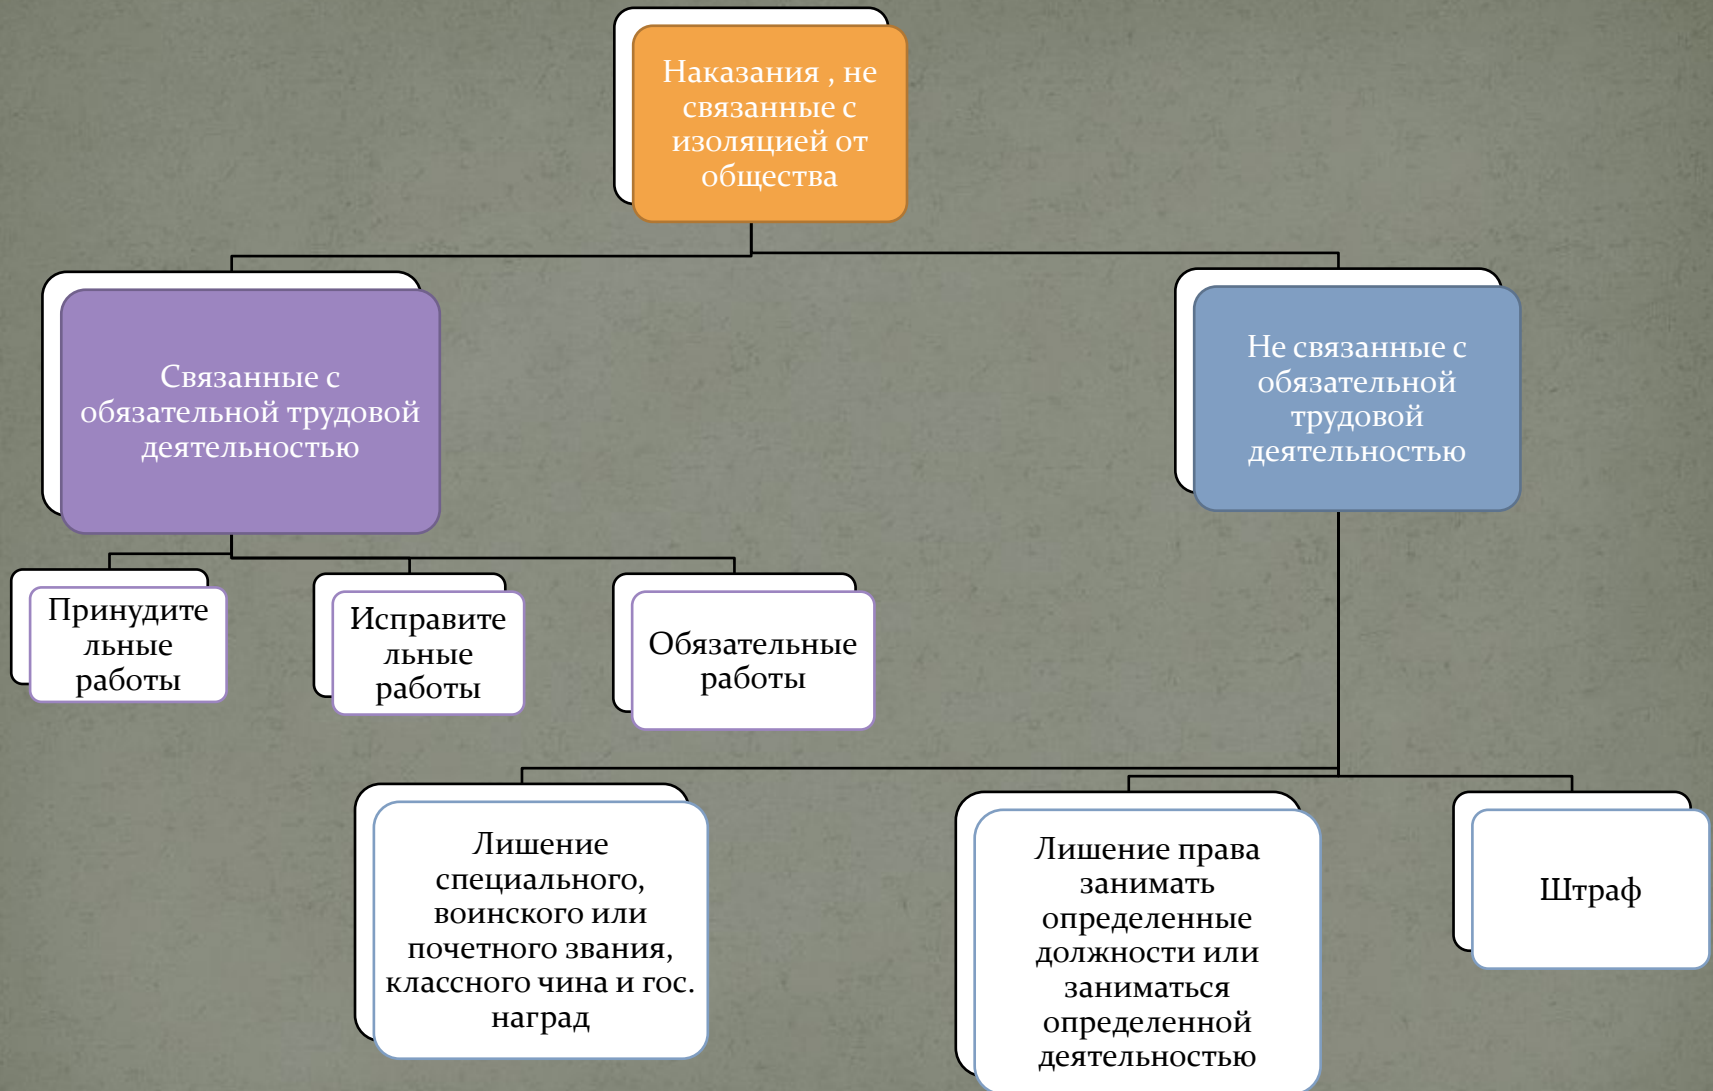 Наказания , не
связанные с
изоляцией от
общества
Связанные с
обязательной трудовой
деятельностью
Не связанные с
обязательной
трудовой
деятельностью
Принудите
льные
работы
Исправите
льные
работы
Обязательные
работы
Лишение
специального,
воинского или
почетного звания,
классного чина и гос.
наград
Лишение права
занимать
определенные
должности или
заниматься
определенной
деятельностью
Штраф